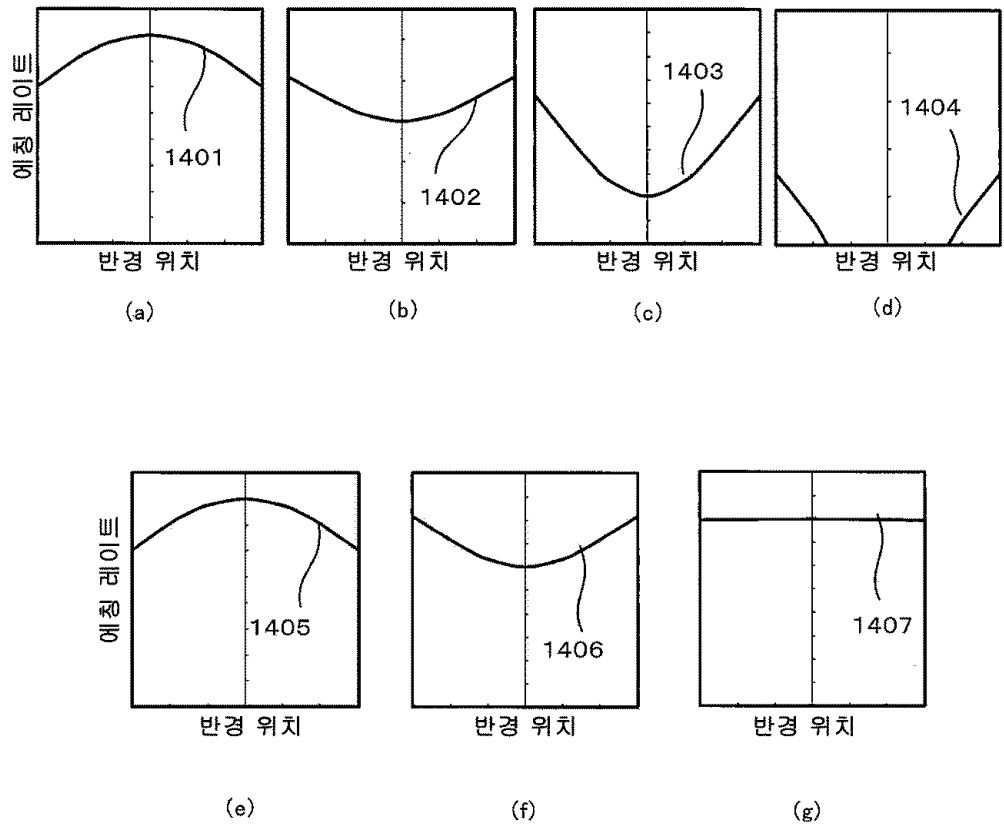 에칭 레이트
1401
1402
1403
1404
반경 위치
반경 위치
반경 위치
반경 위치
(a)
(b)
(c)
(d)
에칭 레이트
1405
1406
1407
반경 위치
반경 위치
반경 위치
(e)
(f)
(g)